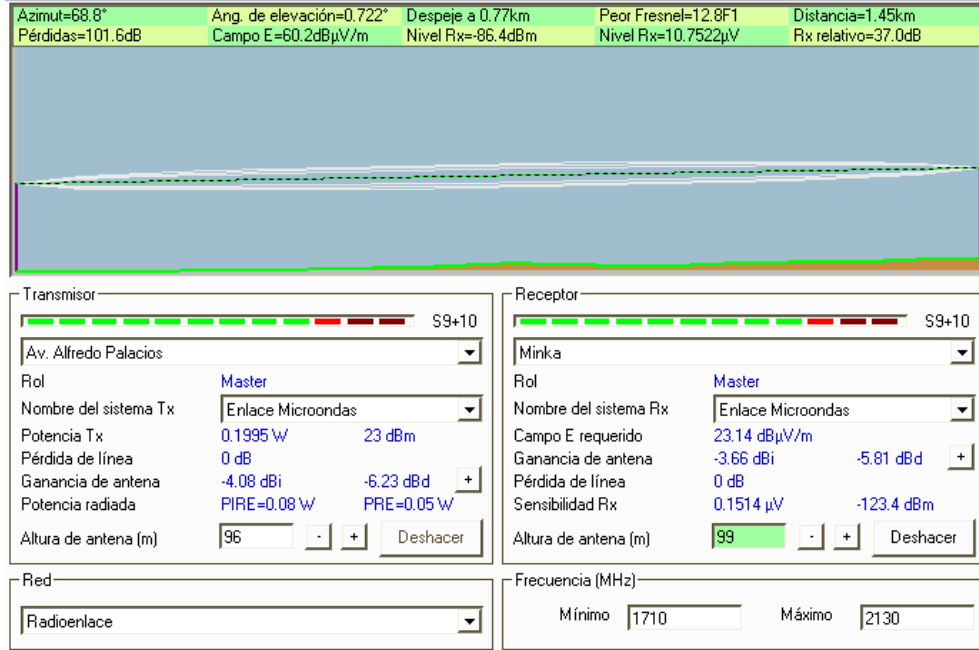 Azimut=68.8° Ang. de elevación=0.722° Despeje a 0.77km Peor Fresnel=12.8F1 Distancia=1.45km
Pérdidas=101.6dB Campo E=60.2dBµV/m Nivel Rx=-86.4dBm Nivel Rx=10.7522µV Rx relativo=37.0dB
Transmisor
S9+10
Av. Alfredo Palacios
Rol Master
Nombre del sistema Tx Enlace Microondas
Potencia Tx 0.1995 W 23 dBm
Pérdida de línea 0 dB
Ganancia de antena -4.08 dBi -6.23 dBd +
Potencia radiada PIRE=0.08 W PRE=0.05 W
Altura de antena (m) 96 - + Deshacer
Receptor
S9+10
Minka
Rol Master
Nombre del sistema Rx Enlace Microondas
Campo E requerido 23.14 dBµV/m
Ganancia de antena -3.66 dBi -5.81 dBd +
Pérdida de línea 0 dB
Sensibilidad Rx 0.1514 µV -123.4 dBm
Altura de antena (m) 99 - + Deshacer
Red
Radioenlace
Frecuencia (MHz)
Mínimo 1710 Máximo 2130